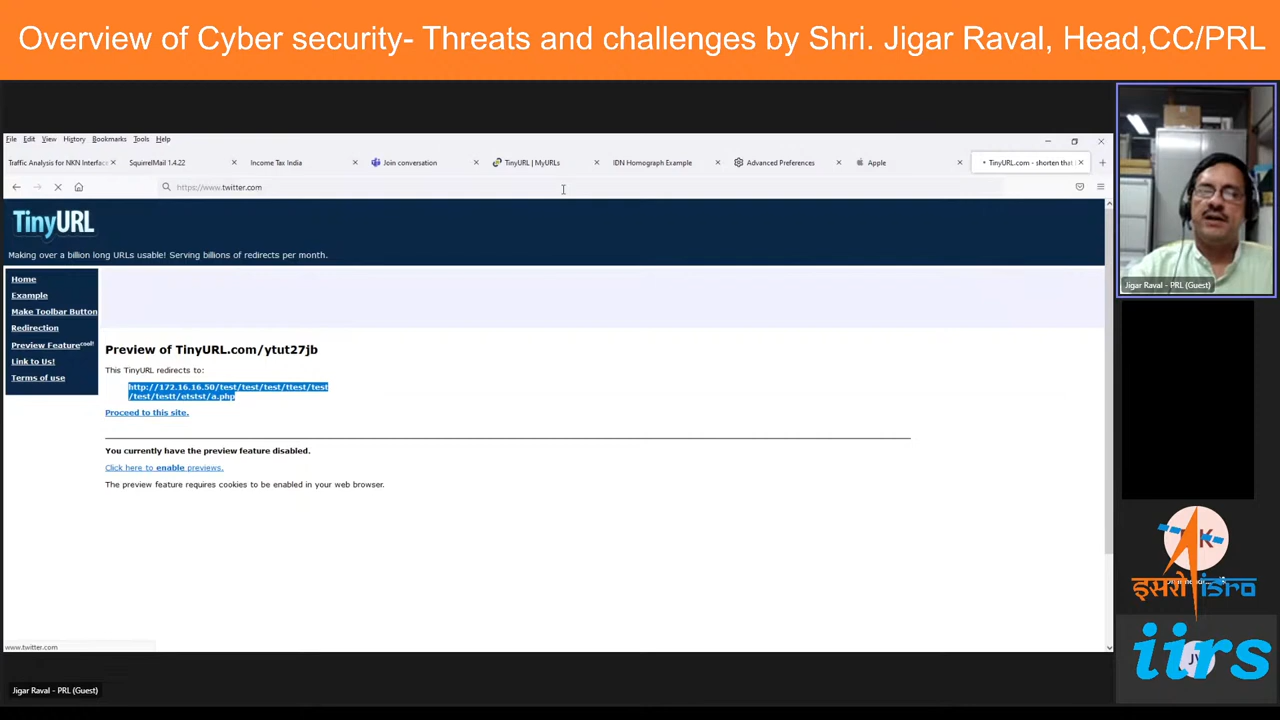 Overview of Cyber security- Threats and challenges by Shri. Jigar Raval, Head,CC/PRL
File Edit View History Bookmarks Tools Help
Traffic Analysis for NKN Interfac
SquirrelMail 1.4.22
Income Tax India
Join conversation
TinyURL | MyURLs
IDN Homograph Example
Advanced Preferences
Apple
TinyURL.com - shorten that
https://www.twitter.com
TinyURL
Making over a billion long URLs usable! Serving billions of redirects per month.
Home
Example
Make Toolbar Button
Redirection
Preview Feature cool!
Link to Us!
Terms of use
Preview of TinyURL.com/ytut27jb
This TinyURL redirects to:
http://172.16.16.50/test/test/test/ttest/test
/test/testt/etstst/a.php
Proceed to this site.
You currently have the preview feature disabled.
Click here to enable previews.
The preview feature requires cookies to be enabled in your web browser.
www.twitter.com
Jigar Raval - PRL (Guest)
Jigar Raval - PRL (Guest)
K
इसरो isro
iirs